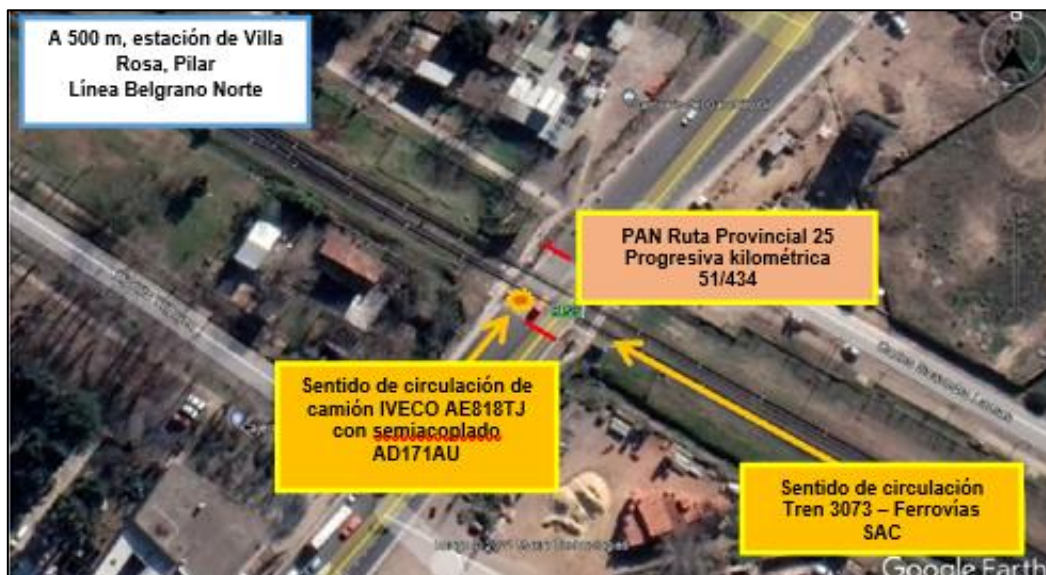 A 500 m, estación de Villa
Rosa, Pilar
Línea Belgrano Norte
PAN Ruta Provincial 25
Progresiva kilométrica
51/434
Sentido de circulación de
camión IVECO AE818TJ
con semiacoplado
AD171AU
Sentido de circulación
Tren 3073 – Ferrovías
SAC
Google Earth